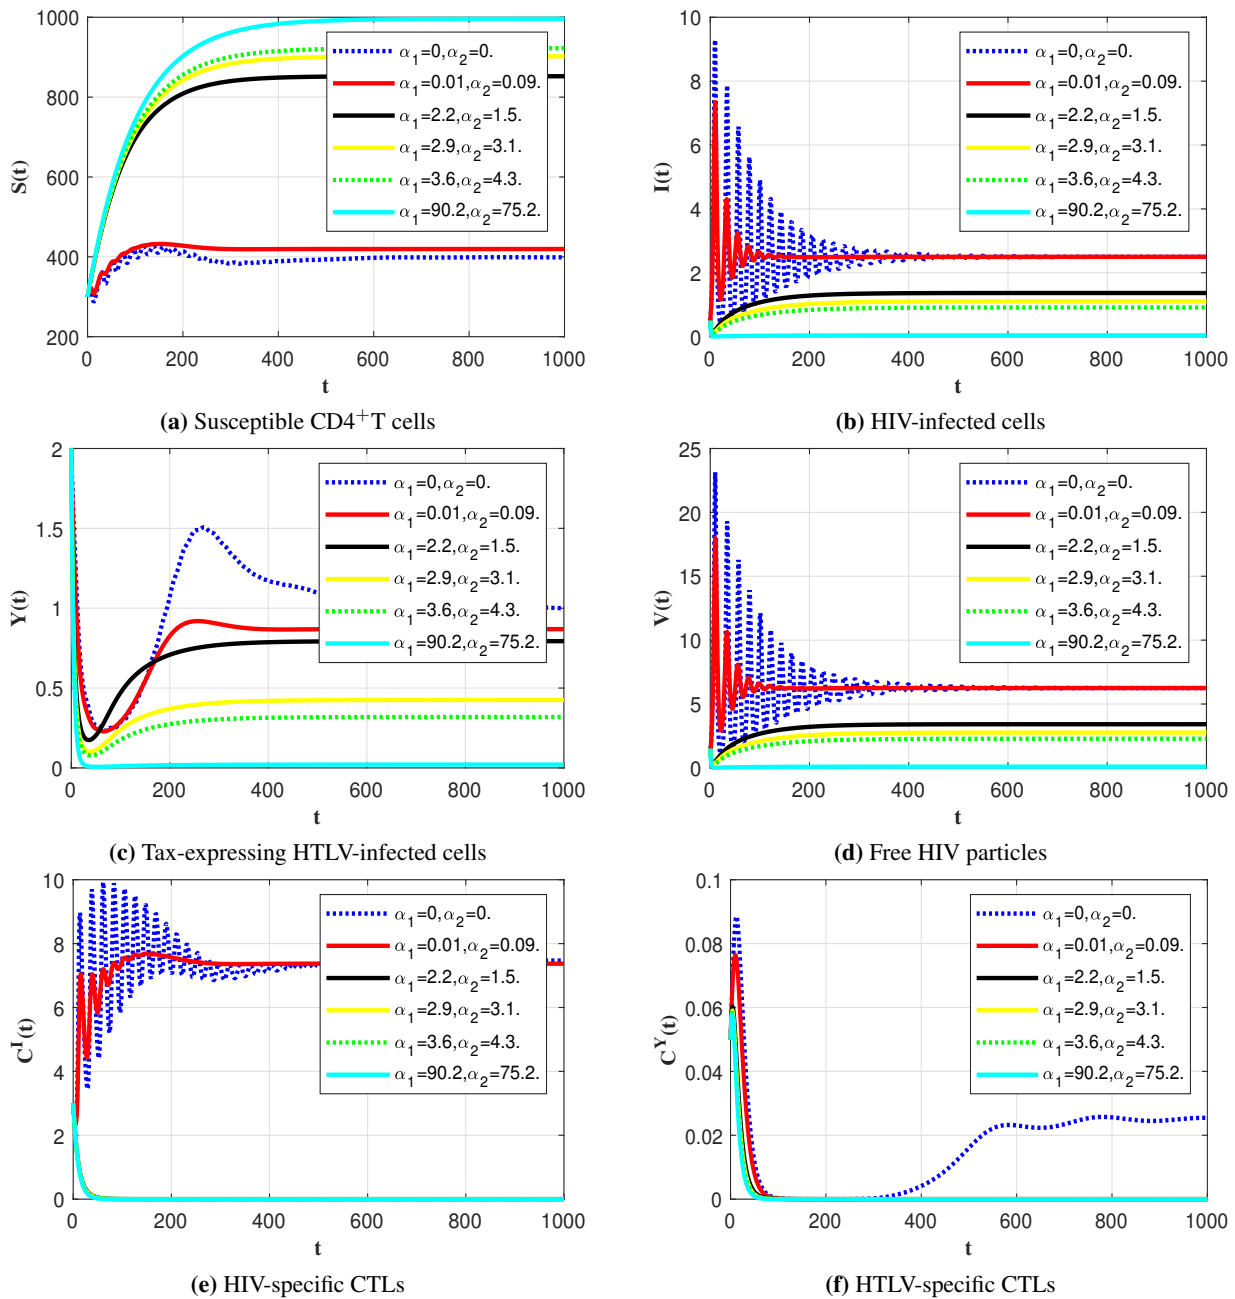 1000
800
600
400
200
S(t)
α1=0,α2=0.
α1=0.01,α2=0.09.
α1=2.2,α2=1.5.
α1=2.9,α2=3.1.
α1=3.6,α2=4.3.
α1=90.2,α2=75.2.
0 200 400 600 800 1000
t
(a) Susceptible CD4+T cells
10
8
6
4
2
0
I(t)
α1=0,α2=0.
α1=0.01,α2=0.09.
α1=2.2,α2=1.5.
α1=2.9,α2=3.1.
α1=3.6,α2=4.3.
α1=90.2,α2=75.2.
0 200 400 600 800 1000
t
(b) HIV-infected cells
2
1.5
1
0.5
0
Y(t)
α1=0,α2=0.
α1=0.01,α2=0.09.
α1=2.2,α2=1.5.
α1=2.9,α2=3.1.
α1=3.6,α2=4.3.
α1=90.2,α2=75.2.
0 200 400 600 800 1000
t
(c) Tax-expressing HTLV-infected cells
25
20
15
10
5
0
V(t)
α1=0,α2=0.
α1=0.01,α2=0.09.
α1=2.2,α2=1.5.
α1=2.9,α2=3.1.
α1=3.6,α2=4.3.
α1=90.2,α2=75.2.
0 200 400 600 800 1000
t
(d) Free HIV particles
10
8
6
4
2
0
C^I(t)
α1=0,α2=0.
α1=0.01,α2=0.09.
α1=2.2,α2=1.5.
α1=2.9,α2=3.1.
α1=3.6,α2=4.3.
α1=90.2,α2=75.2.
0 200 400 600 800 1000
t
(e) HIV-specific CTLs
0.1
0.08
0.06
0.04
0.02
0
C^Y(t)
α1=0,α2=0.
α1=0.01,α2=0.09.
α1=2.2,α2=1.5.
α1=2.9,α2=3.1.
α1=3.6,α2=4.3.
α1=90.2,α2=75.2.
0 200 400 600 800 1000
t
(f) HTLV-specific CTLs